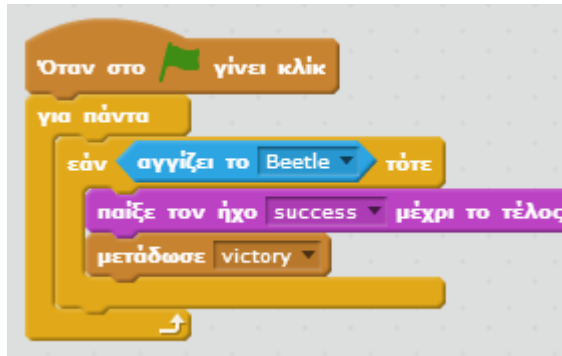 Όταν στο γίνει κλίκ
για πάντα
εάν αγγίζει το Beetle τότε
παίξε τον ήχο success μέχρι το τέλος
μετάδωσε victory